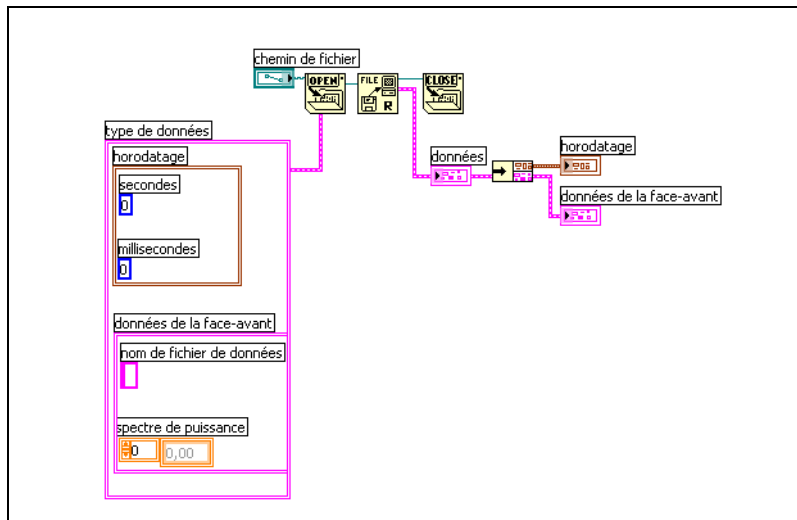 chemin de fichier
OPEN
FILE
R
CLOSE
type de données
horodatage
secondes
0
millisecondes
0
données
horodatage
données de la face-avant
données de la face-avant
nom de fichier de données
spectre de puissance
0
0,00